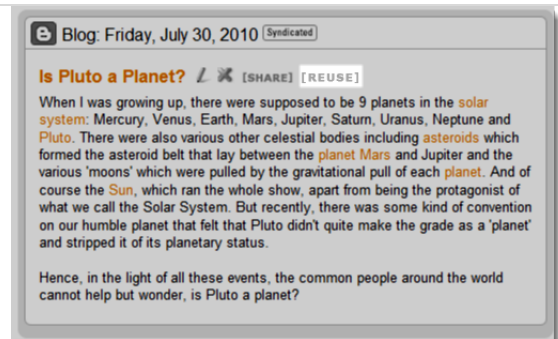 Blog: Friday, July 30, 2010 Syndicated
Is Pluto a Planet? [SHARE] [REUSE]
When I was growing up, there were supposed to be 9 planets in the solar
system: Mercury, Venus, Earth, Mars, Jupiter, Saturn, Uranus, Neptune and
Pluto. There were also various other celestial bodies including asteroids which
formed the asteroid belt that lay between the planet Mars and Jupiter and the
various 'moons' which were pulled by the gravitational pull of each planet. And of
course the Sun, which ran the whole show, apart from being the protagonist of
what we call the Solar System. But recently, there was some kind of convention
on our humble planet that felt that Pluto didn't quite make the grade as a 'planet'
and stripped it of its planetary status.
Hence, in the light of all these events, the common people around the world
cannot help but wonder, is Pluto a planet?